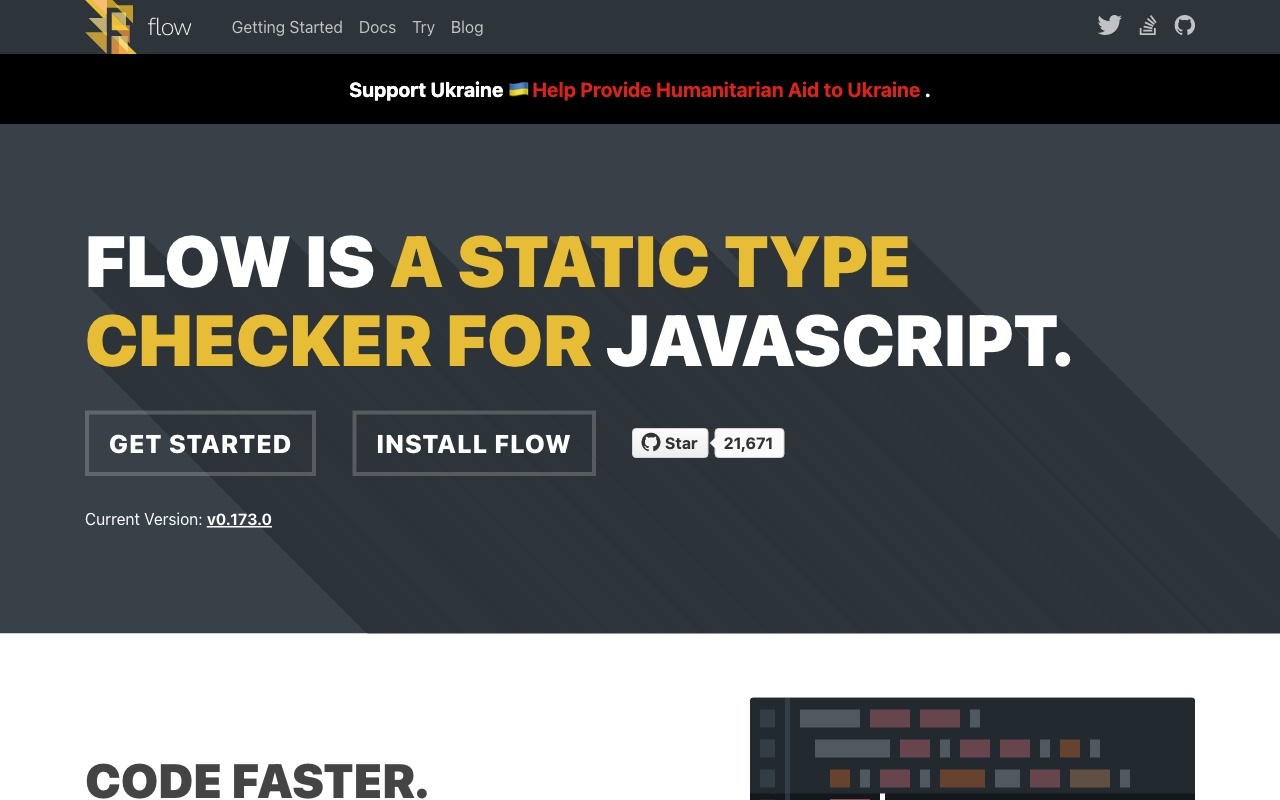 flow
Getting Started
Docs
Try
Blog
Support Ukraine 🇺🇦 Help Provide Humanitarian Aid to Ukraine .
FLOW IS A STATIC TYPE
CHECKER FOR JAVASCRIPT.
GET STARTED
INSTALL FLOW
Star
21,671
Current Version: v0.173.0
CODE FASTER.